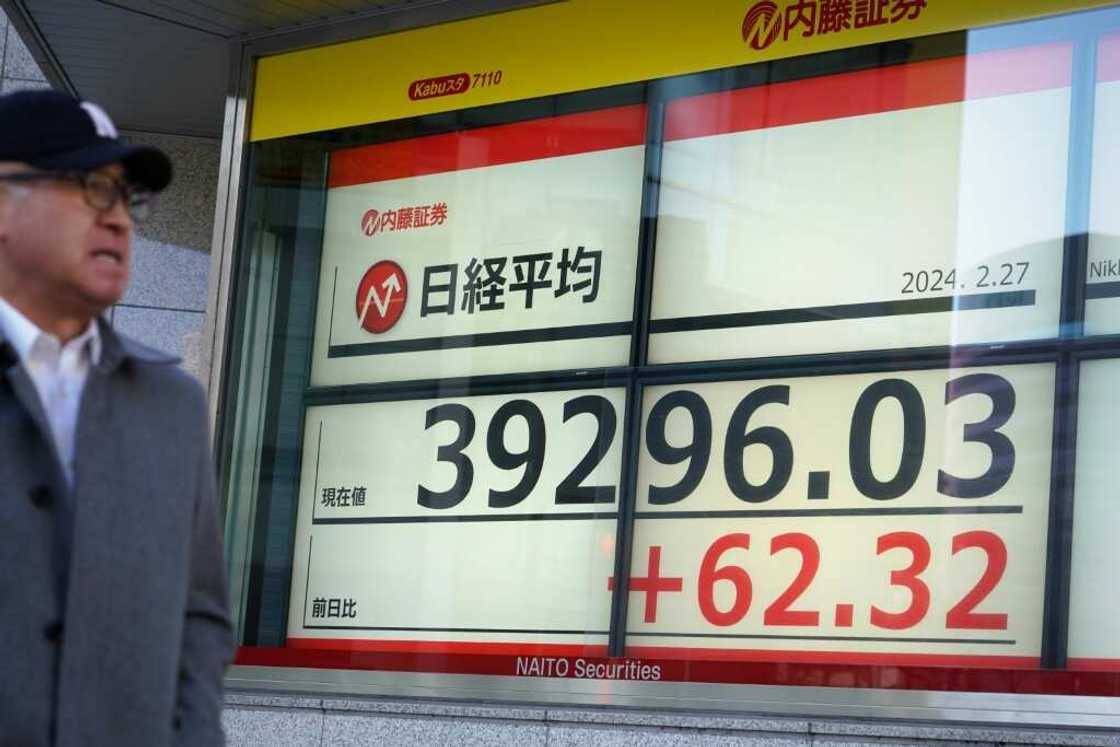 内藤証券
Kabuスタ 7110
内藤証券
日経平均
2024. 2.27
Nikk
現在値
39296.03
前日比
+62.32
NAITO Securities